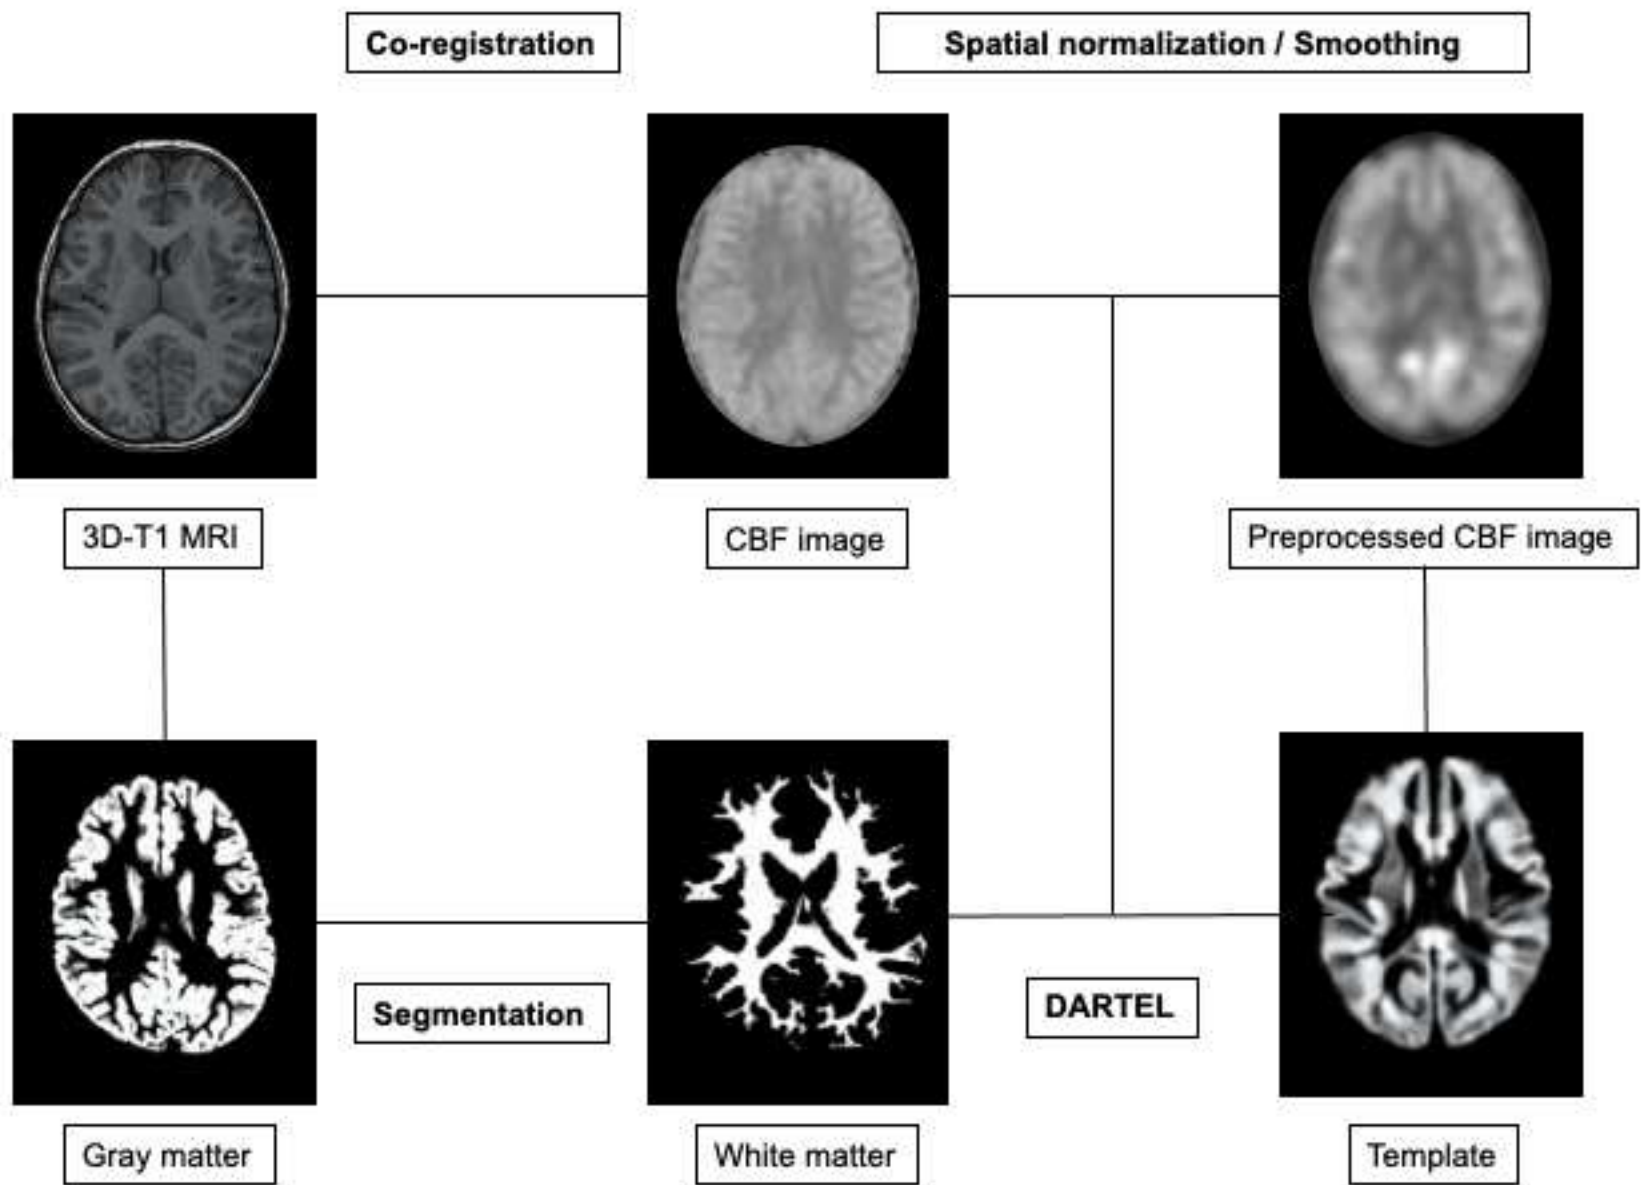 Co-registration
Spatial normalization / Smoothing
3D-T1 MRI
CBF image
Preprocessed CBF image
Segmentation
DARTEL
Gray matter
White matter
Template